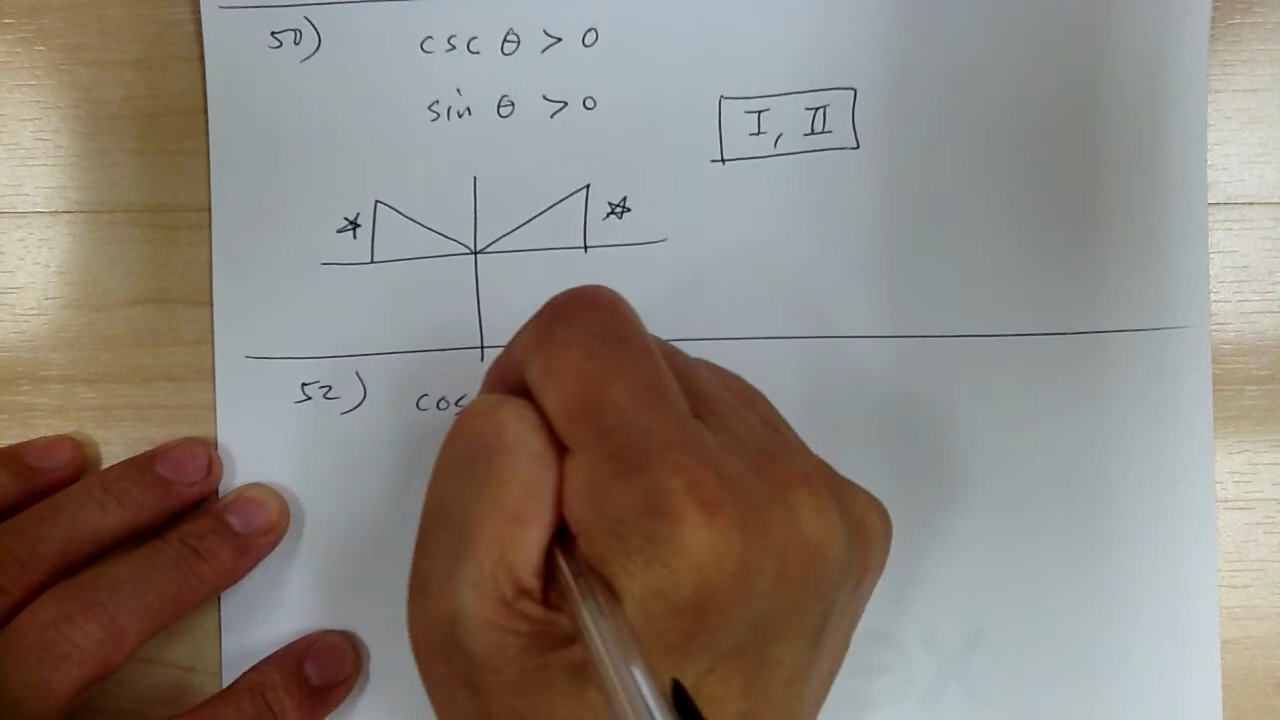 50) csc θ > 0
sin θ > 0
I, II
52) cos